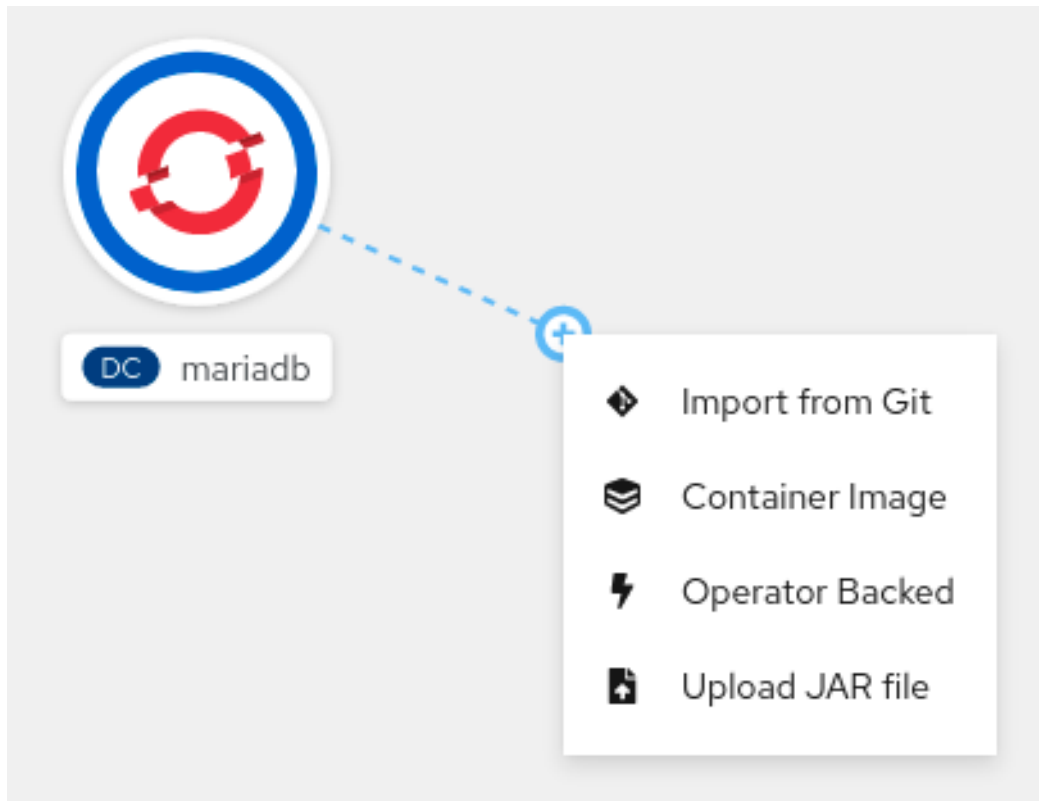 DC mariadb
Import from Git
Container Image
Operator Backed
Upload JAR file